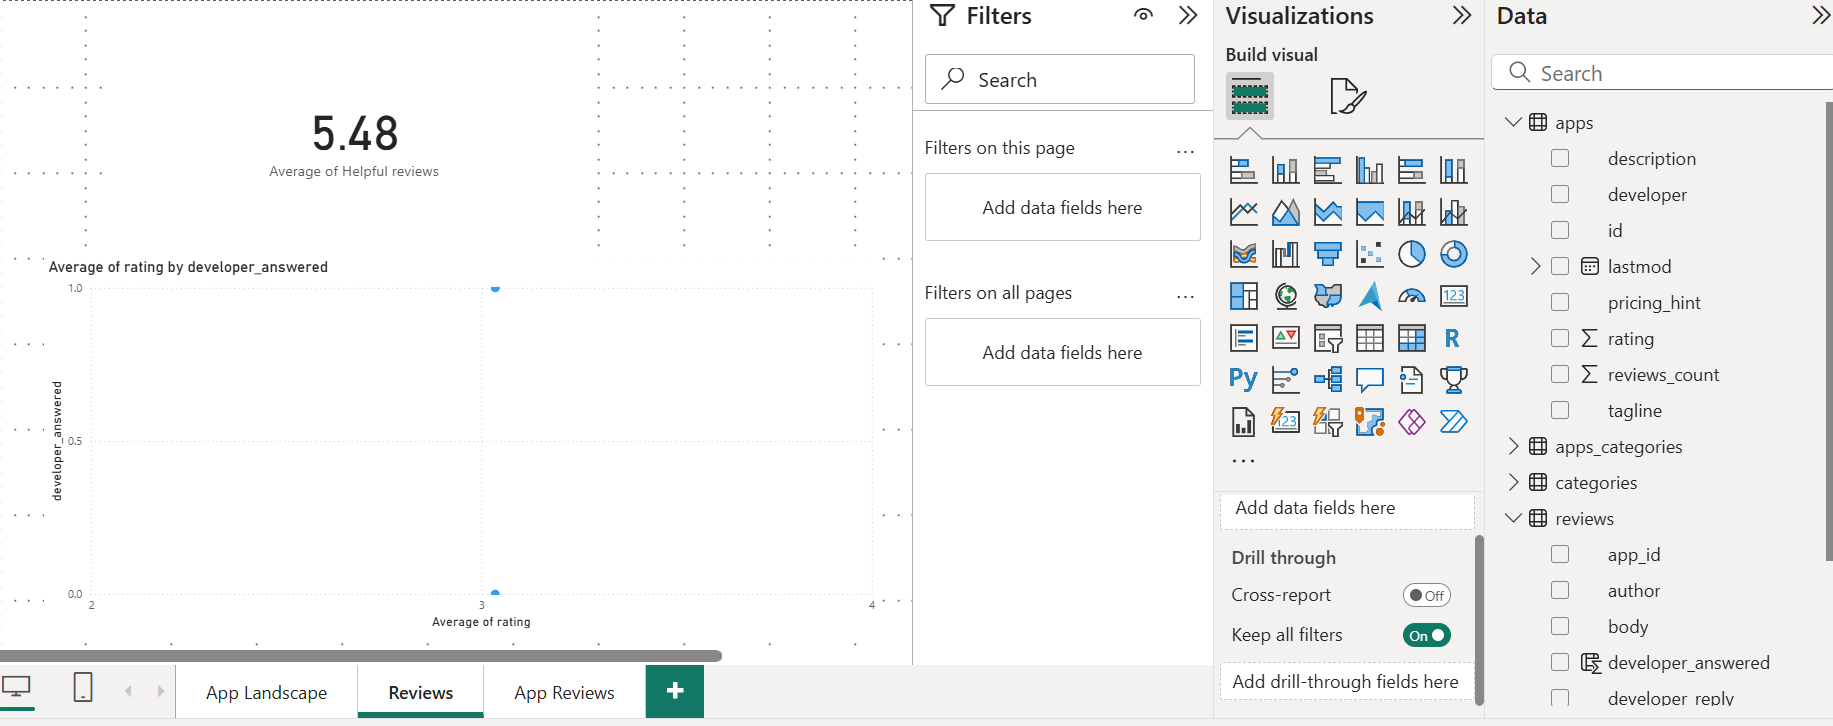 5.48
Average of Helpful reviews
Average of rating by developer_answered
1.0
0.5
0.0
developer_answered
2
3
4
Average of rating
App Landscape
Reviews
App Reviews
+
Filters
Search
Filters on this page
...
Add data fields here
Filters on all pages
...
Add data fields here
Visualizations
Build visual
123
R
Py
123
...
Add data fields here
Drill through
Cross-report
Off
Keep all filters
On
Add drill-through fields here
Data
Search
apps
description
developer
id
lastmod
pricing_hint
∑ rating
∑ reviews_count
tagline
apps_categories
categories
reviews
app_id
author
body
developer_answered
developer_reply